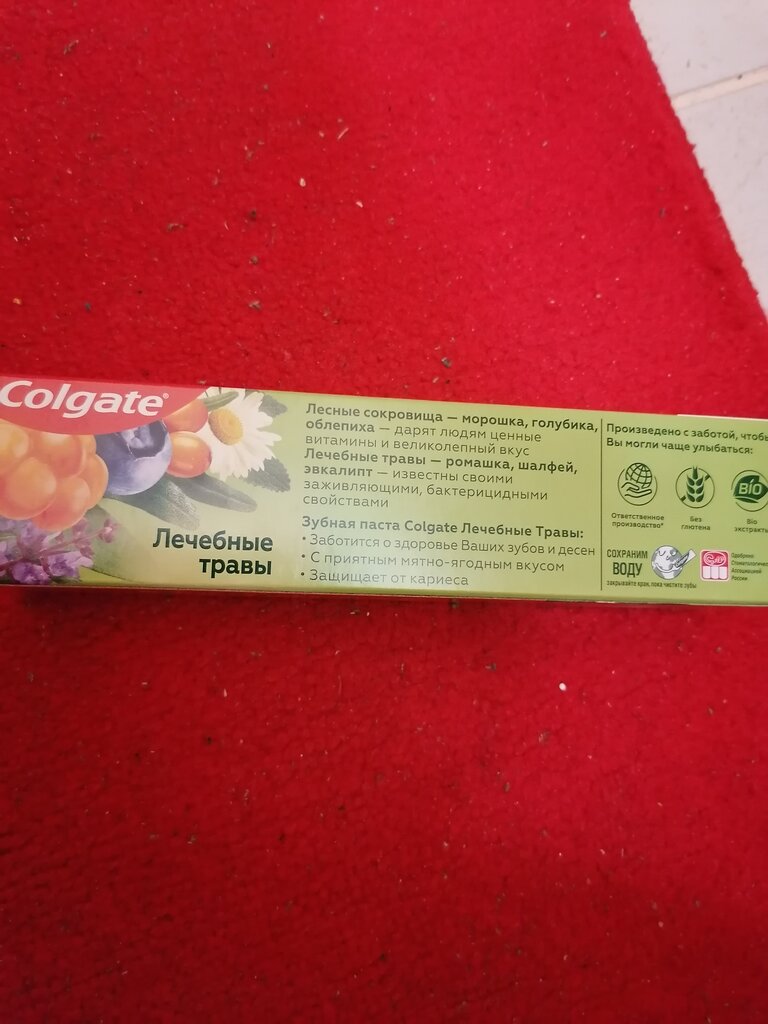 Colgate®
Лечебные
травы
Лесные сокровища — морошка, голубика,
облепиха — дарят людям ценные
витамины и великолепный вкус
Лечебные травы — ромашка, шалфей,
эвкалипт — известны своими
заживляющими, бактерицидными
свойствами
Зубная паста Colgate Лечебные Травы:
• Заботится о здоровье Ваших зубов и десен
• С приятным мятно-ягодным вкусом
• Защищает от кариеса
Произведено с заботой, чтобы
Вы могли чаще улыбаться:
BIO
Ответственное
производство*
Без
глютена
Bio
экстракты
СОХРАНИМ
ВОДУ
закрывайте кран, пока чистите зубы
Одобрено
Стоматологической
Ассоциацией
России